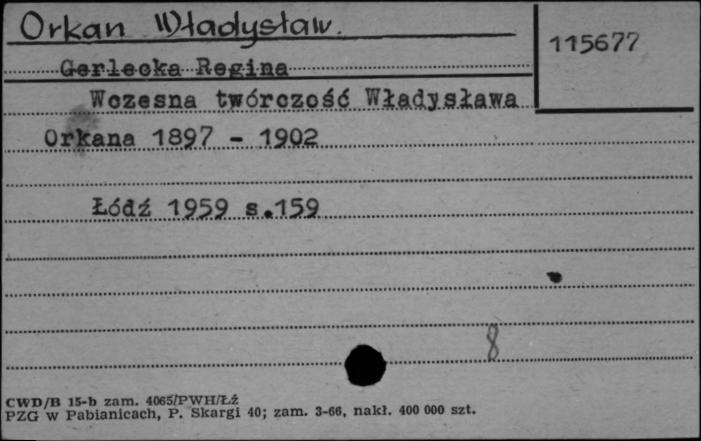 Orkan Władysław.
115677
Gerlecka Regina
Wczesna twórczość Władysława
Orkana 1897 - 1902
Łódź 1959 s.159
8
CWD/B 15-b zam. 4065/PWH/Łź
PZG w Pabianicach, P. Skargi 40; zam. 3-66, nakł. 400 000 szt.